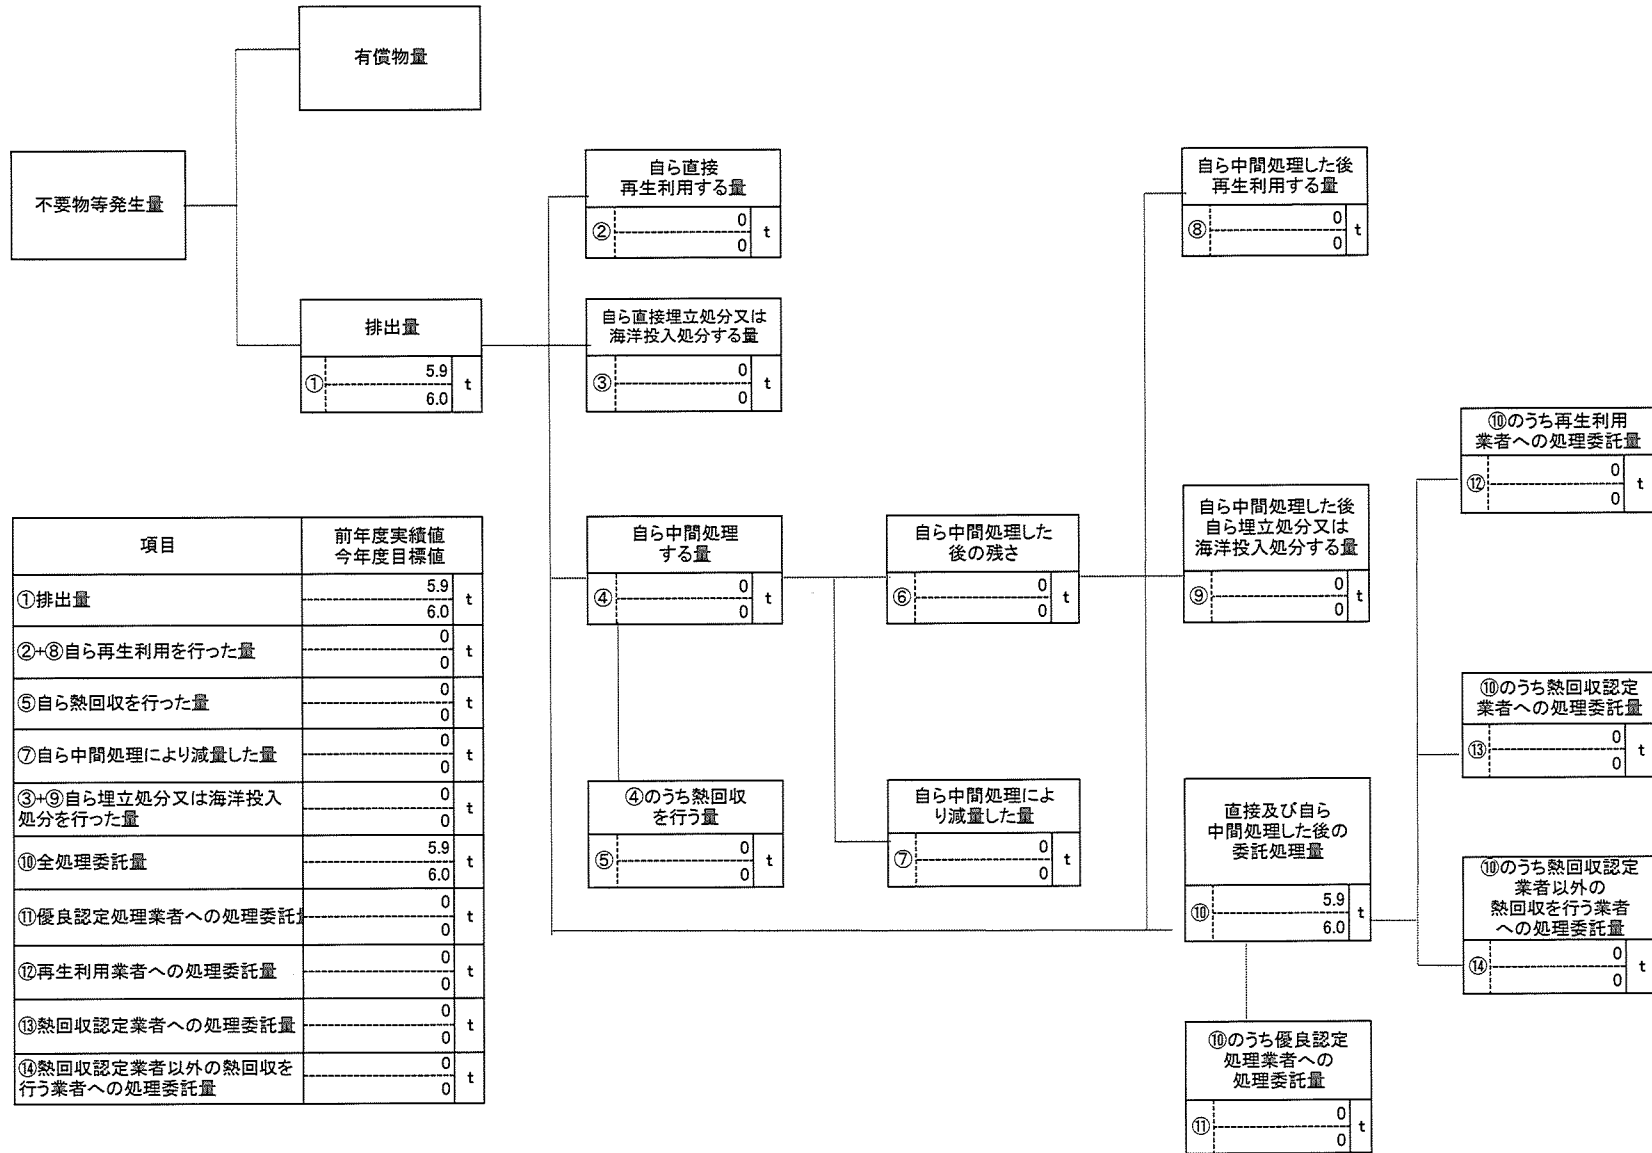 有償物量
不要物等発生量
排出量
① 5.9 t
6.0
自ら直接
再生利用する量
② 0 t
0
自ら直接埋立処分又は
海洋投入処分する量
③ 0 t
0
自ら中間処理
する量
④ 0 t
0
④のうち熱回収
を行う量
⑤ 0 t
0
自ら中間処理した
後の残さ
⑥ 0 t
0
自ら中間処理によ
り減量した量
⑦ 0 t
0
自ら中間処理した後
再生利用する量
⑧ 0 t
0
自ら中間処理した後
自ら埋立処分又は
海洋投入処分する量
⑨ 0 t
0
直接及び自ら
中間処理した後の
委託処理量
⑩ 5.9 t
6.0
⑩のうち優良認定
処理業者への
処理委託量
⑪ 0 t
0
⑩のうち再生利用
業者への処理委託量
⑫ 0 t
0
⑩のうち熱回収認定
業者への処理委託量
⑬ 0 t
0
⑩のうち熱回収認定
業者以外の
熱回収を行う業者
への処理委託量
⑭ 0 t
0
項目 前年度実績値
今年度目標値
①排出量 5.9 t
6.0
②+⑧自ら再生利用を行った量 0 t
0
⑤自ら熱回収を行った量 0 t
0
⑦自ら中間処理により減量した量 0 t
0
③+⑨自ら埋立処分又は海洋投入 0 t
処分を行った量 0
⑩全処理委託量 5.9 t
6.0
⑪優良認定処理業者への処理委託量 0 t
0
⑫再生利用業者への処理委託量 0 t
0
⑬熱回収認定業者への処理委託量 0 t
0
⑭熱回収認定業者以外の熱回収を 0 t
行う業者への処理委託量 0